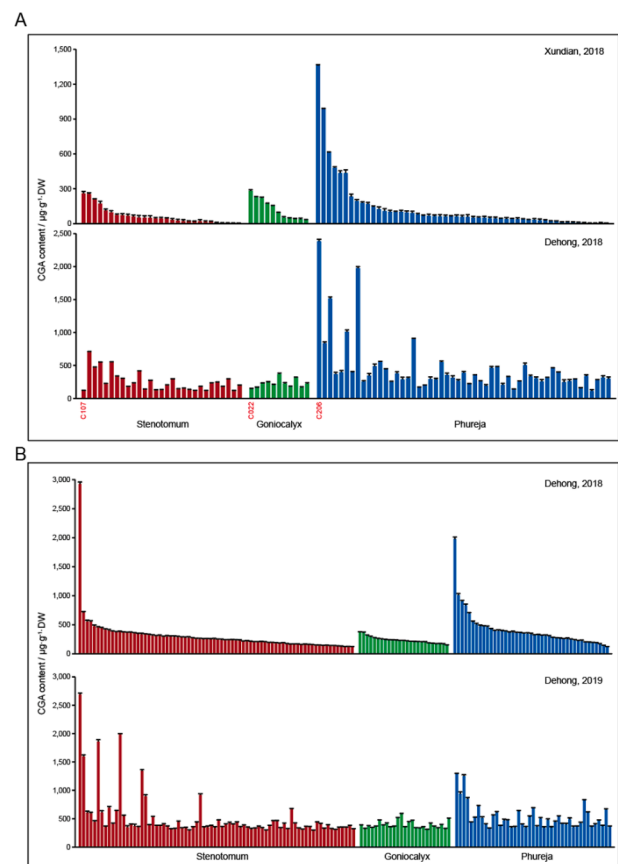 A
Xundian, 2018
1,500
1,200
900
600
300
0
CGA content / µg·g⁻¹·DW
Dehong, 2018
2,500
2,000
1,500
1,000
500
0
C107
C022
C206
Stenotomum Goniocalyx Phureja
B
Dehong, 2018
3,000
2,500
2,000
1,500
1,000
500
0
CGA content / µg·g⁻¹·DW
Dehong, 2019
3,000
2,500
2,000
1,500
1,000
500
0
Stenotomum Goniocalyx Phureja